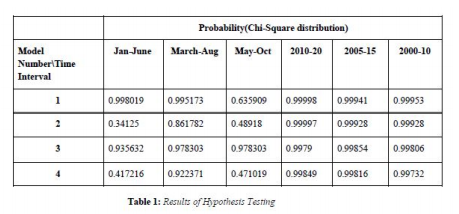 Probability(Chi-Square distribution)
Model Number\Time Interval Jan-June March-Aug May-Oct 2010-20 2005-15 2000-10
1 0.998019 0.995173 0.635909 0.99998 0.99941 0.99953
2 0.34125 0.861782 0.48918 0.99997 0.99928 0.99928
3 0.935632 0.978303 0.978303 0.9979 0.99854 0.99806
4 0.417216 0.922371 0.471019 0.99849 0.99816 0.99732
Table 1: Results of Hypothesis Testing